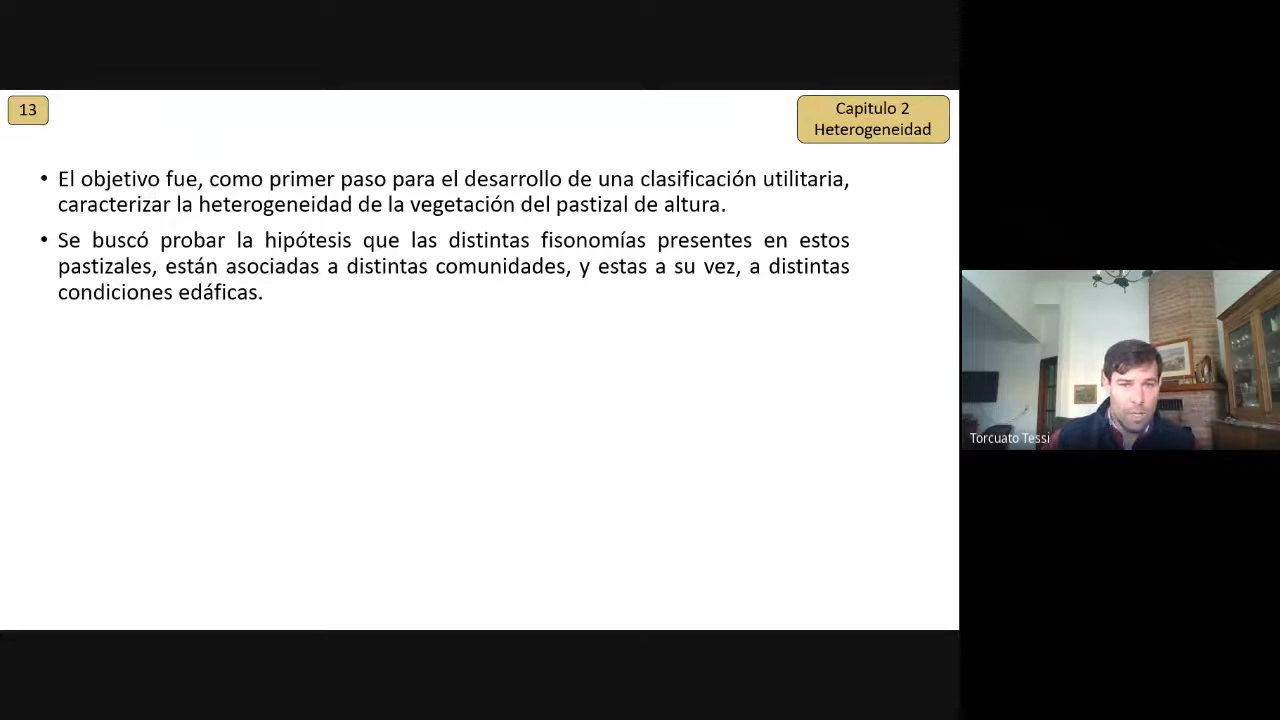 13
Capitulo 2
Heterogeneidad
• El objetivo fue, como primer paso para el desarrollo de una clasificación utilitaria,
caracterizar la heterogeneidad de la vegetación del pastizal de altura.
• Se buscó probar la hipótesis que las distintas fisonomías presentes en estos
pastizales, están asociadas a distintas comunidades, y estas a su vez, a distintas
condiciones edáficas.
Torcuato Tessi